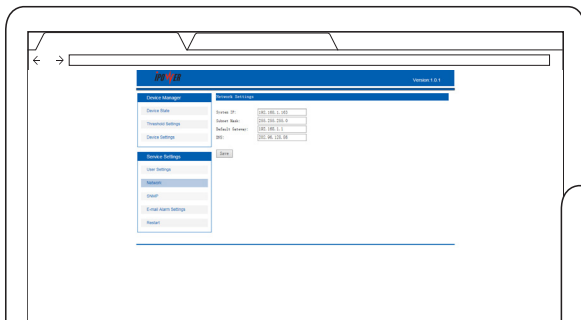 IPOWER
Version 1.0.1
Device Manager
Device State
Threshold Settings
Device Settings
Service Settings
User Settings
Network
SNMP
E-mail Alarm Settings
Restart
Network Settings
System IP: 192.168.1.163
Subnet Mask: 255.255.255.0
Default Gateway: 192.168.1.1
DNS: 202.96.128.86
Save